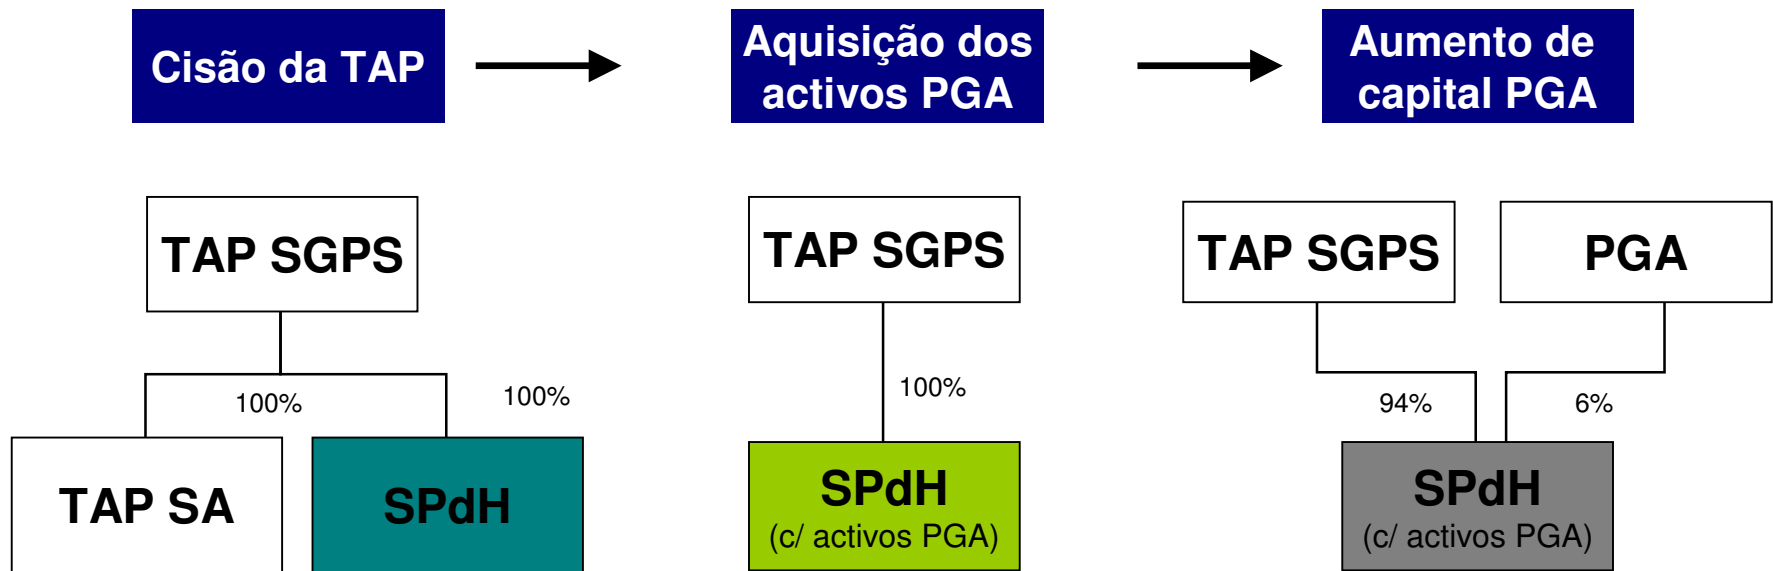 Cisão da TAP
Aquisição dos
activos PGA
Aumento de
capital PGA
TAP SGPS
100%
100%
TAP SA
SPdH
TAP SGPS
100%
SPdH
(c/ activos PGA)
TAP SGPS
PGA
94%
6%
SPdH
(c/ activos PGA)